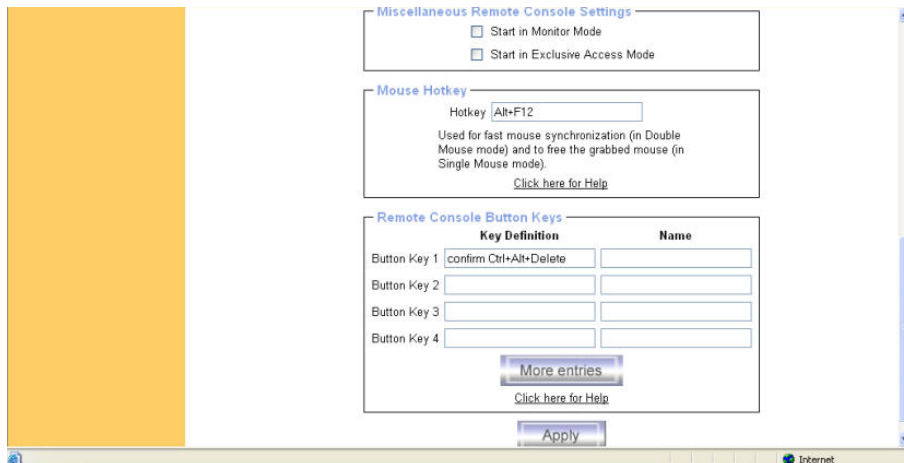 Miscellaneous Remote Console Settings
Start in Monitor Mode
Start in Exclusive Access Mode
Mouse Hotkey
Hotkey Alt+F12
Used for fast mouse synchronization (in Double
Mouse mode) and to free the grabbed mouse (in
Single Mouse mode).
Click here for Help
Remote Console Button Keys
Key Definition Name
Button Key 1 confirm Ctrl+Alt+Delete
Button Key 2
Button Key 3
Button Key 4
More entries
Click here for Help
Apply
Internet